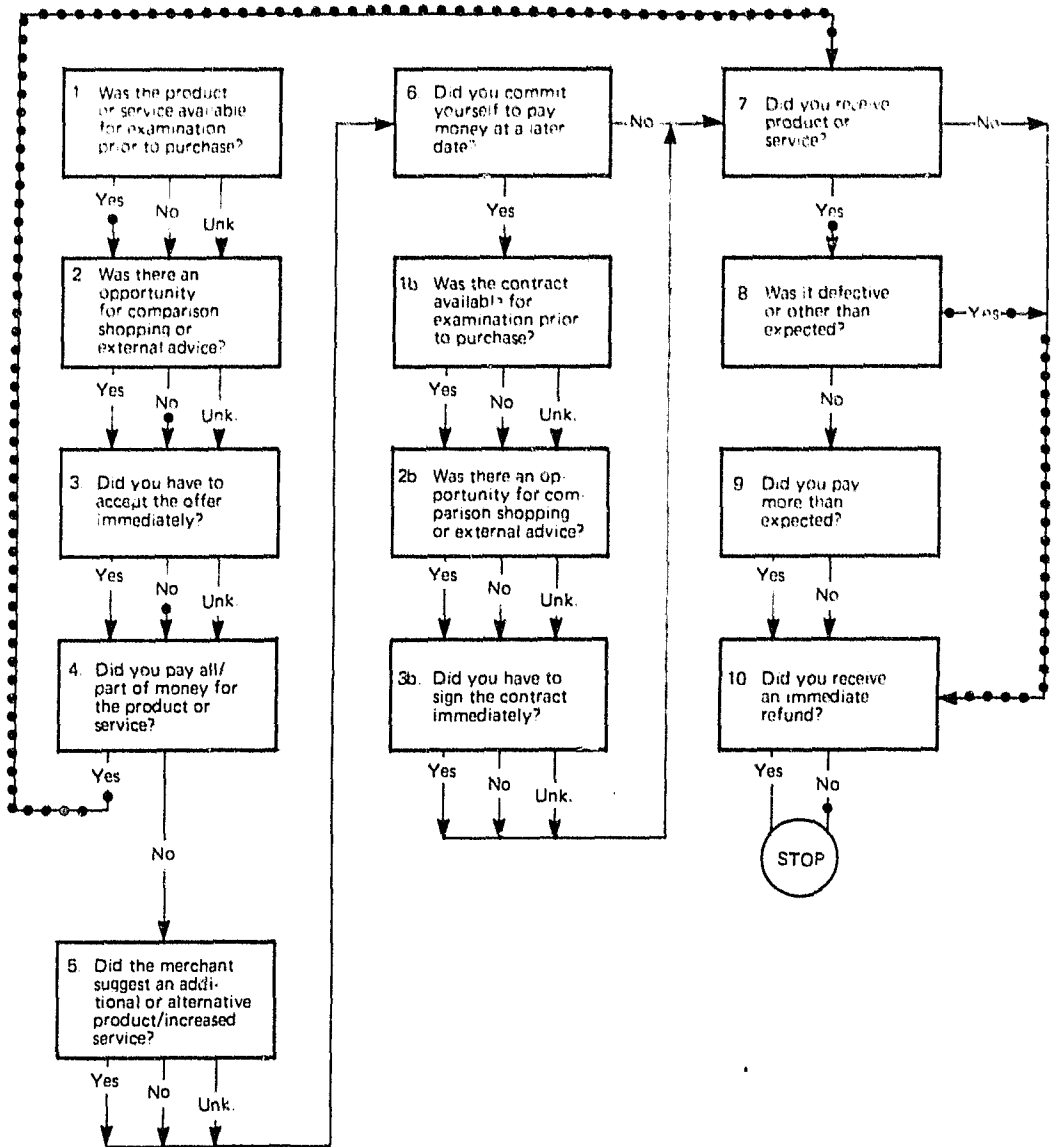 1 Was the product
or service available
for examination
prior to purchase?
Yes
No
Unk
2 Was there an
opportunity
for comparison
shopping or
external advice?
Yes
No
Unk.
3. Did you have to
accept the offer
immediately?
Yes
No
Unk.
4. Did you pay all/
part of money for
the product or
service?
Yes
No
5. Did the merchant
suggest an addi-
tional or alternative
product/increased
service?
Yes
No
Unk.
6. Did you commit
yourself to pay
money at a later
date?
No
Yes
1b Was the contract
available for
examination prior
to purchase?
Yes
No
Unk.
2b Was there an op-
portunity for com-
parison shopping
or external advice?
Yes
No
Unk.
3b. Did you have to
sign the contract
immediately?
Yes
No
Unk.
7 Did you receive
product or
service?
No
Yes
8 Was it defective
or other than
expected?
Yes
No
9 Did you pay
more than
expected?
Yes
No
10 Did you receive
an immediate
refund?
Yes
No
STOP